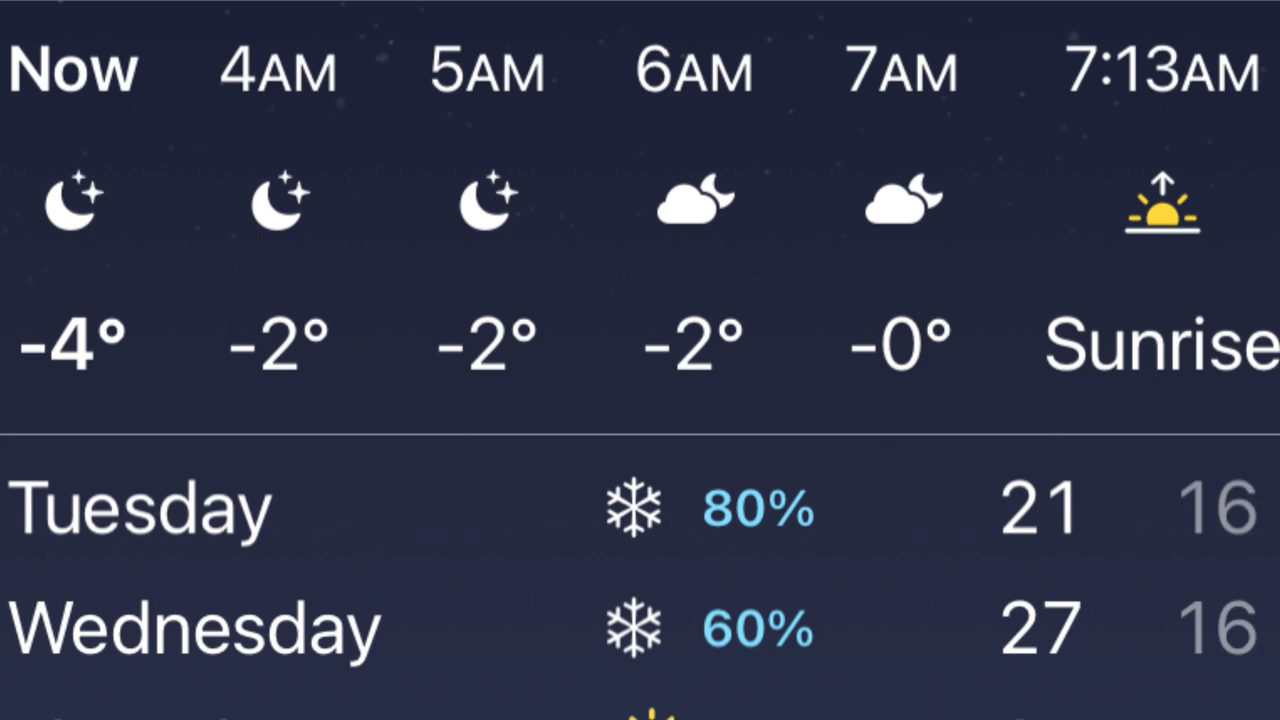 Now 4AM 5AM 6AM 7AM 7:13AM
-4° -2° -2° -2° -0° Sunrise
Tuesday 80% 21 16
Wednesday 60% 27 16